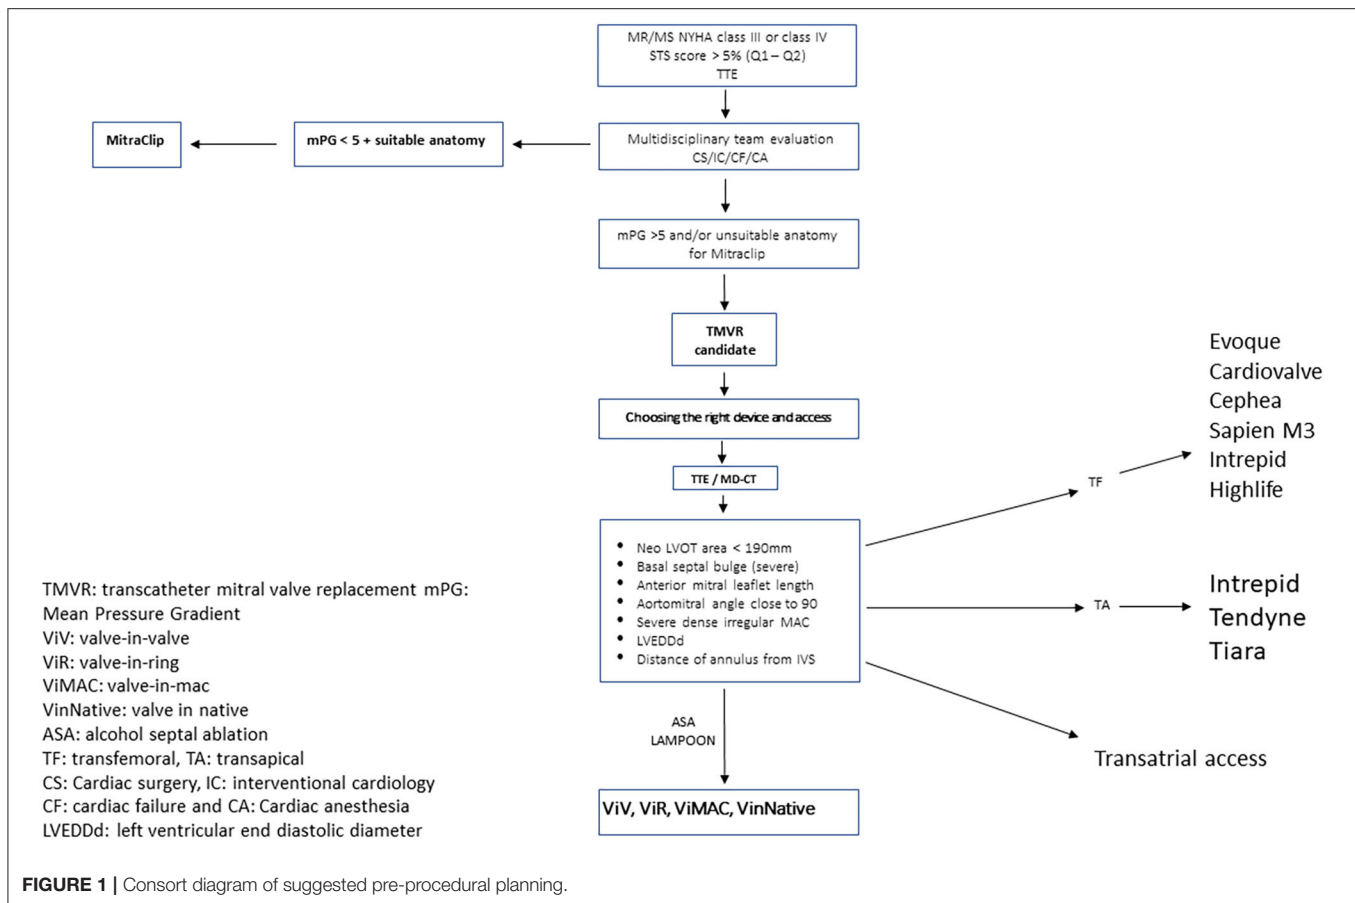 MR/MS NYHA class III or class IV
STS score > 5% (Q1 – Q2)
TTE
MitraClip
mPG < 5 + suitable anatomy
Multidisciplinary team evaluation
CS/IC/CF/CA
mPG >5 and/or unsuitable anatomy
for Mitraclip
TMVR
candidate
Choosing the right device and access
TTE / MD-CT
• Neo LVOT area < 190mm
• Basal septal bulge (severe)
• Anterior mitral leaflet length
• Aortomitral angle close to 90
• Severe dense irregular MAC
• LVEDDd
• Distance of annulus from IVS
TF
Evoque
Cardiovalve
Cephea
Sapien M3
Intrepid
Highlife
TA
Intrepid
Tendyne
Tiara
Transatrial access
ASA
LAMPOON
ViV, ViR, ViMAC, VinNative
TMVR: transcatheter mitral valve replacement mPG:
Mean Pressure Gradient
ViV: valve-in-valve
ViR: valve-in-ring
ViMAC: valve-in-mac
VinNative: valve in native
ASA: alcohol septal ablation
TF: transfemoral, TA: transapical
CS: Cardiac surgery, IC: interventional cardiology
CF: cardiac failure and CA: Cardiac anesthesia
LVEDDd: left ventricular end diastolic diameter
FIGURE 1 | Consort diagram of suggested pre-procedural planning.